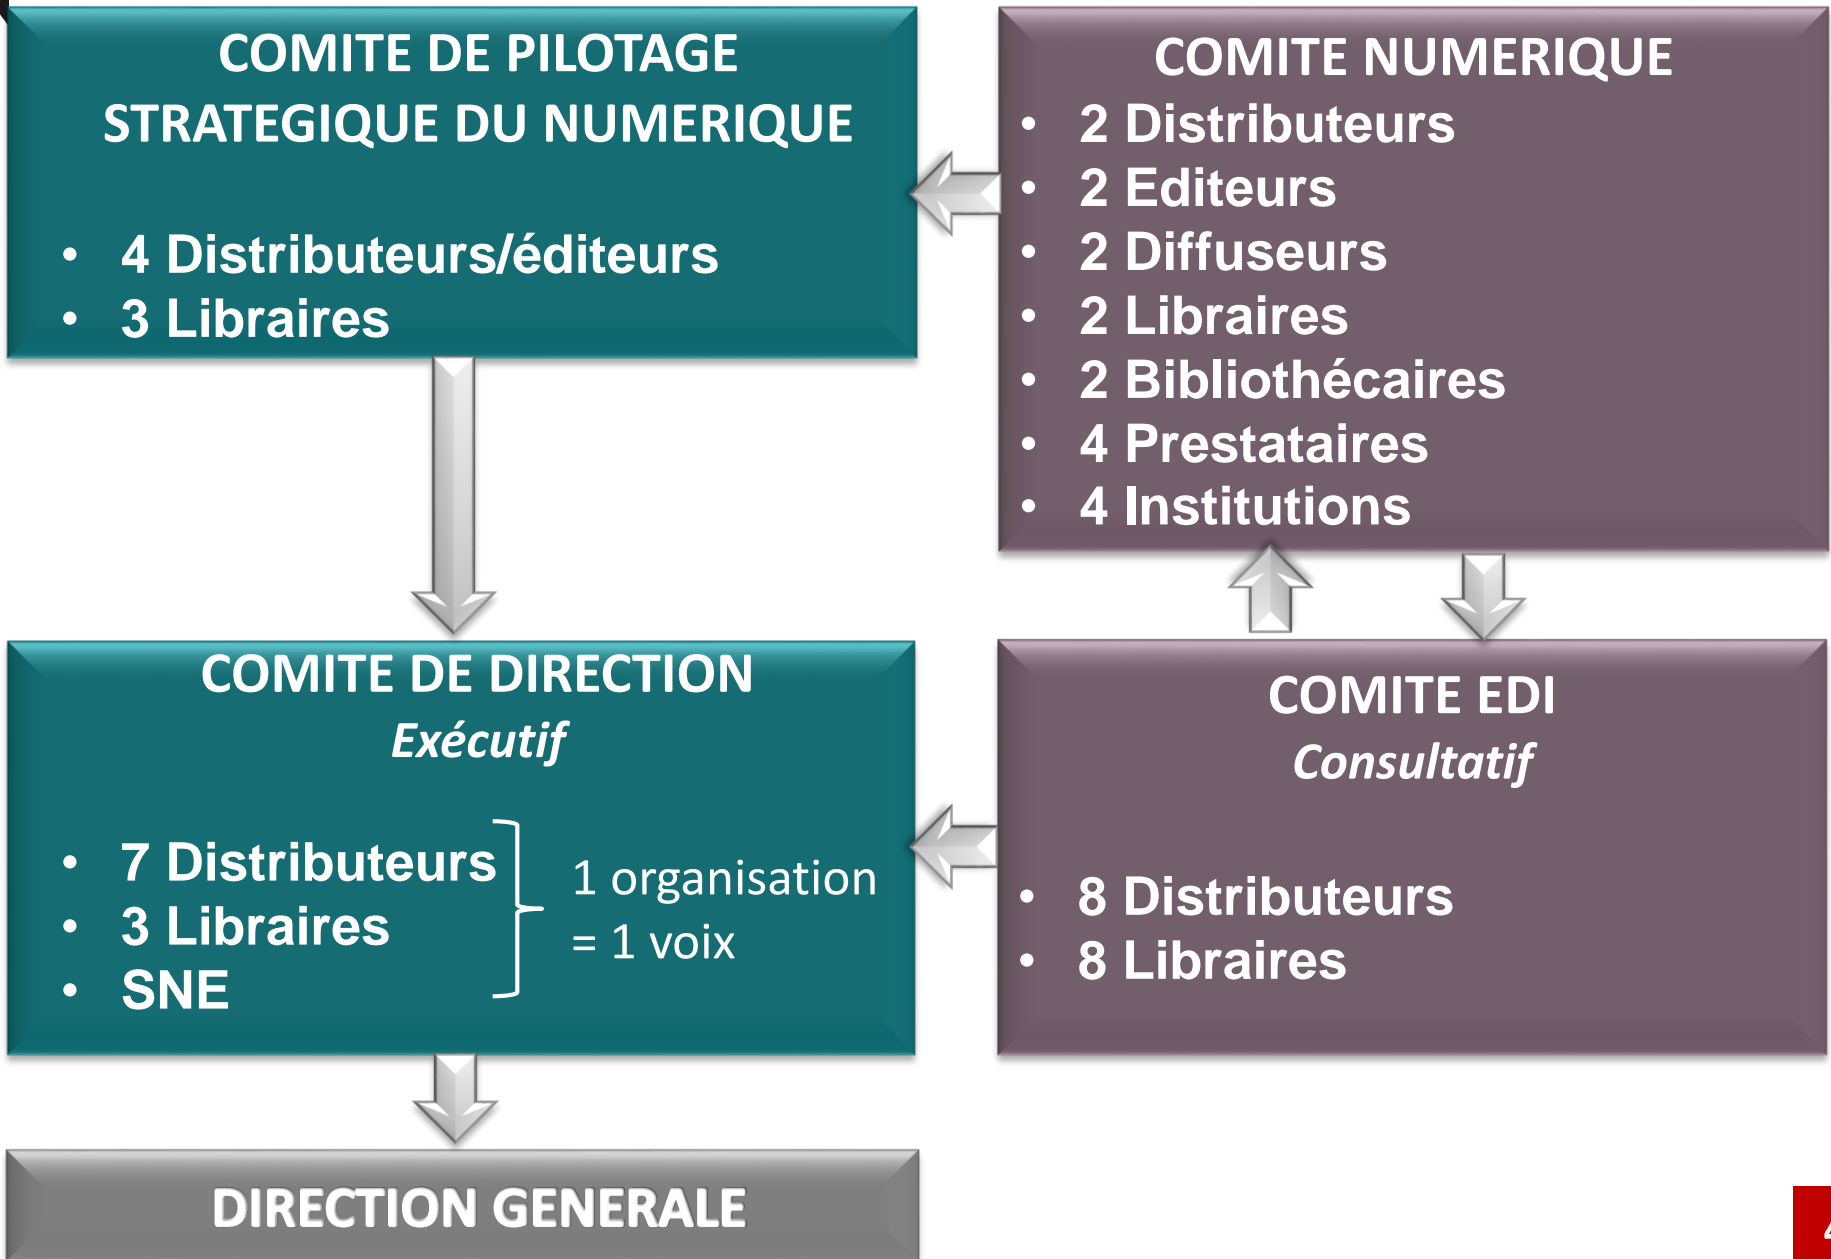 COMITE DE PILOTAGE
STRATEGIQUE DU NUMERIQUE
• 4 Distributeurs/éditeurs
• 3 Libraires
COMITE NUMERIQUE
• 2 Distributeurs
• 2 Editeurs
• 2 Diffuseurs
• 2 Libraires
• 2 Bibliothécaires
• 4 Prestataires
• 4 Institutions
COMITE DE DIRECTION
Exécutif
• 7 Distributeurs
• 3 Libraires
• SNE
1 organisation
= 1 voix
COMITE EDI
Consultatif
• 8 Distributeurs
• 8 Libraires
DIRECTION GENERALE